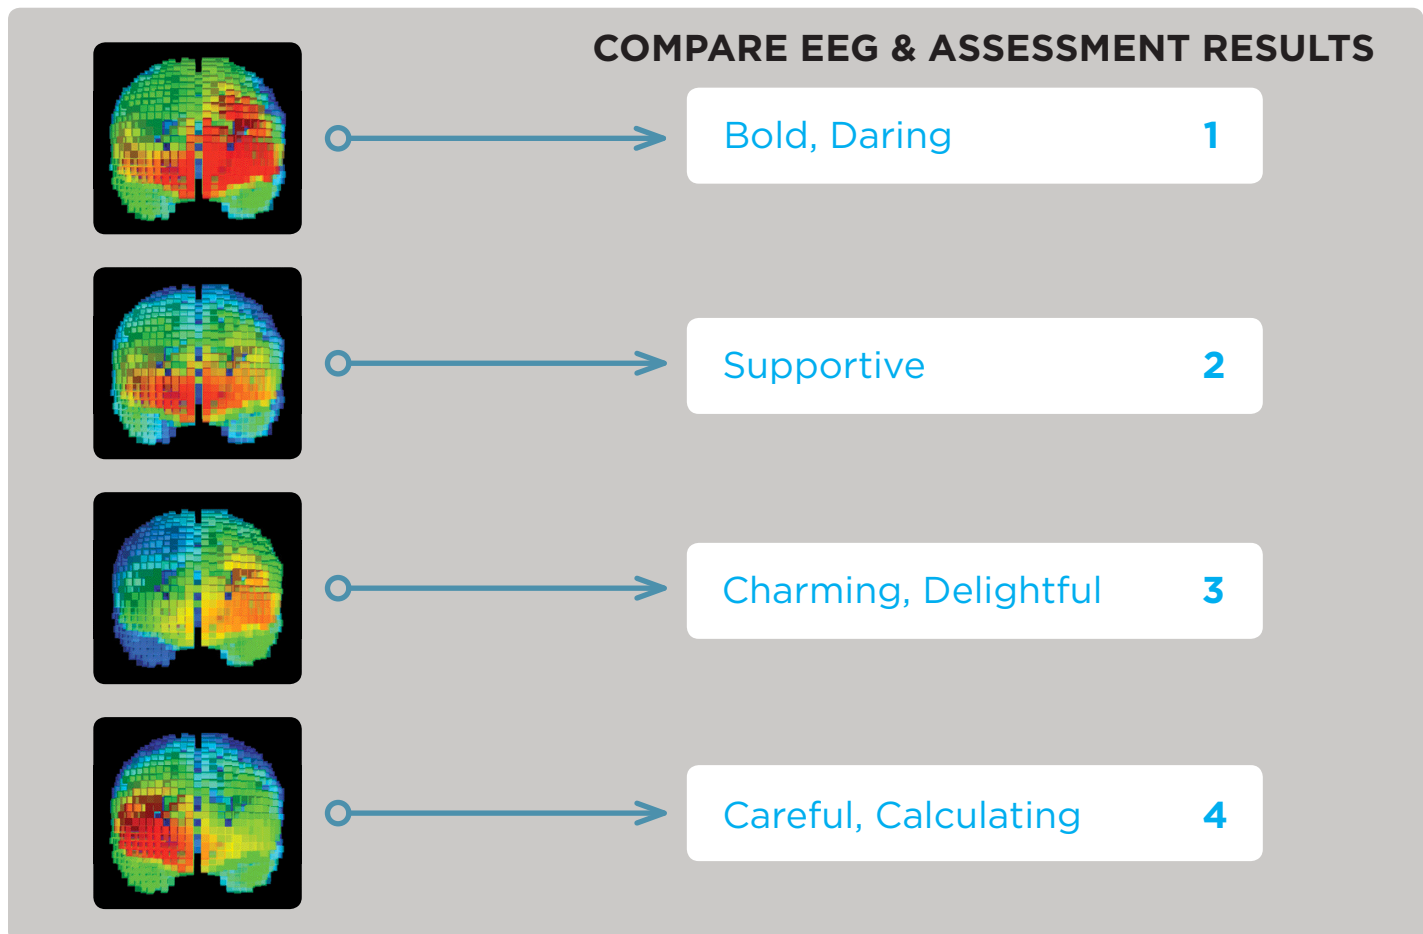 COMPARE EEG & ASSESSMENT RESULTS
Bold, Daring 1
Supportive 2
Charming, Delightful 3
Careful, Calculating 4